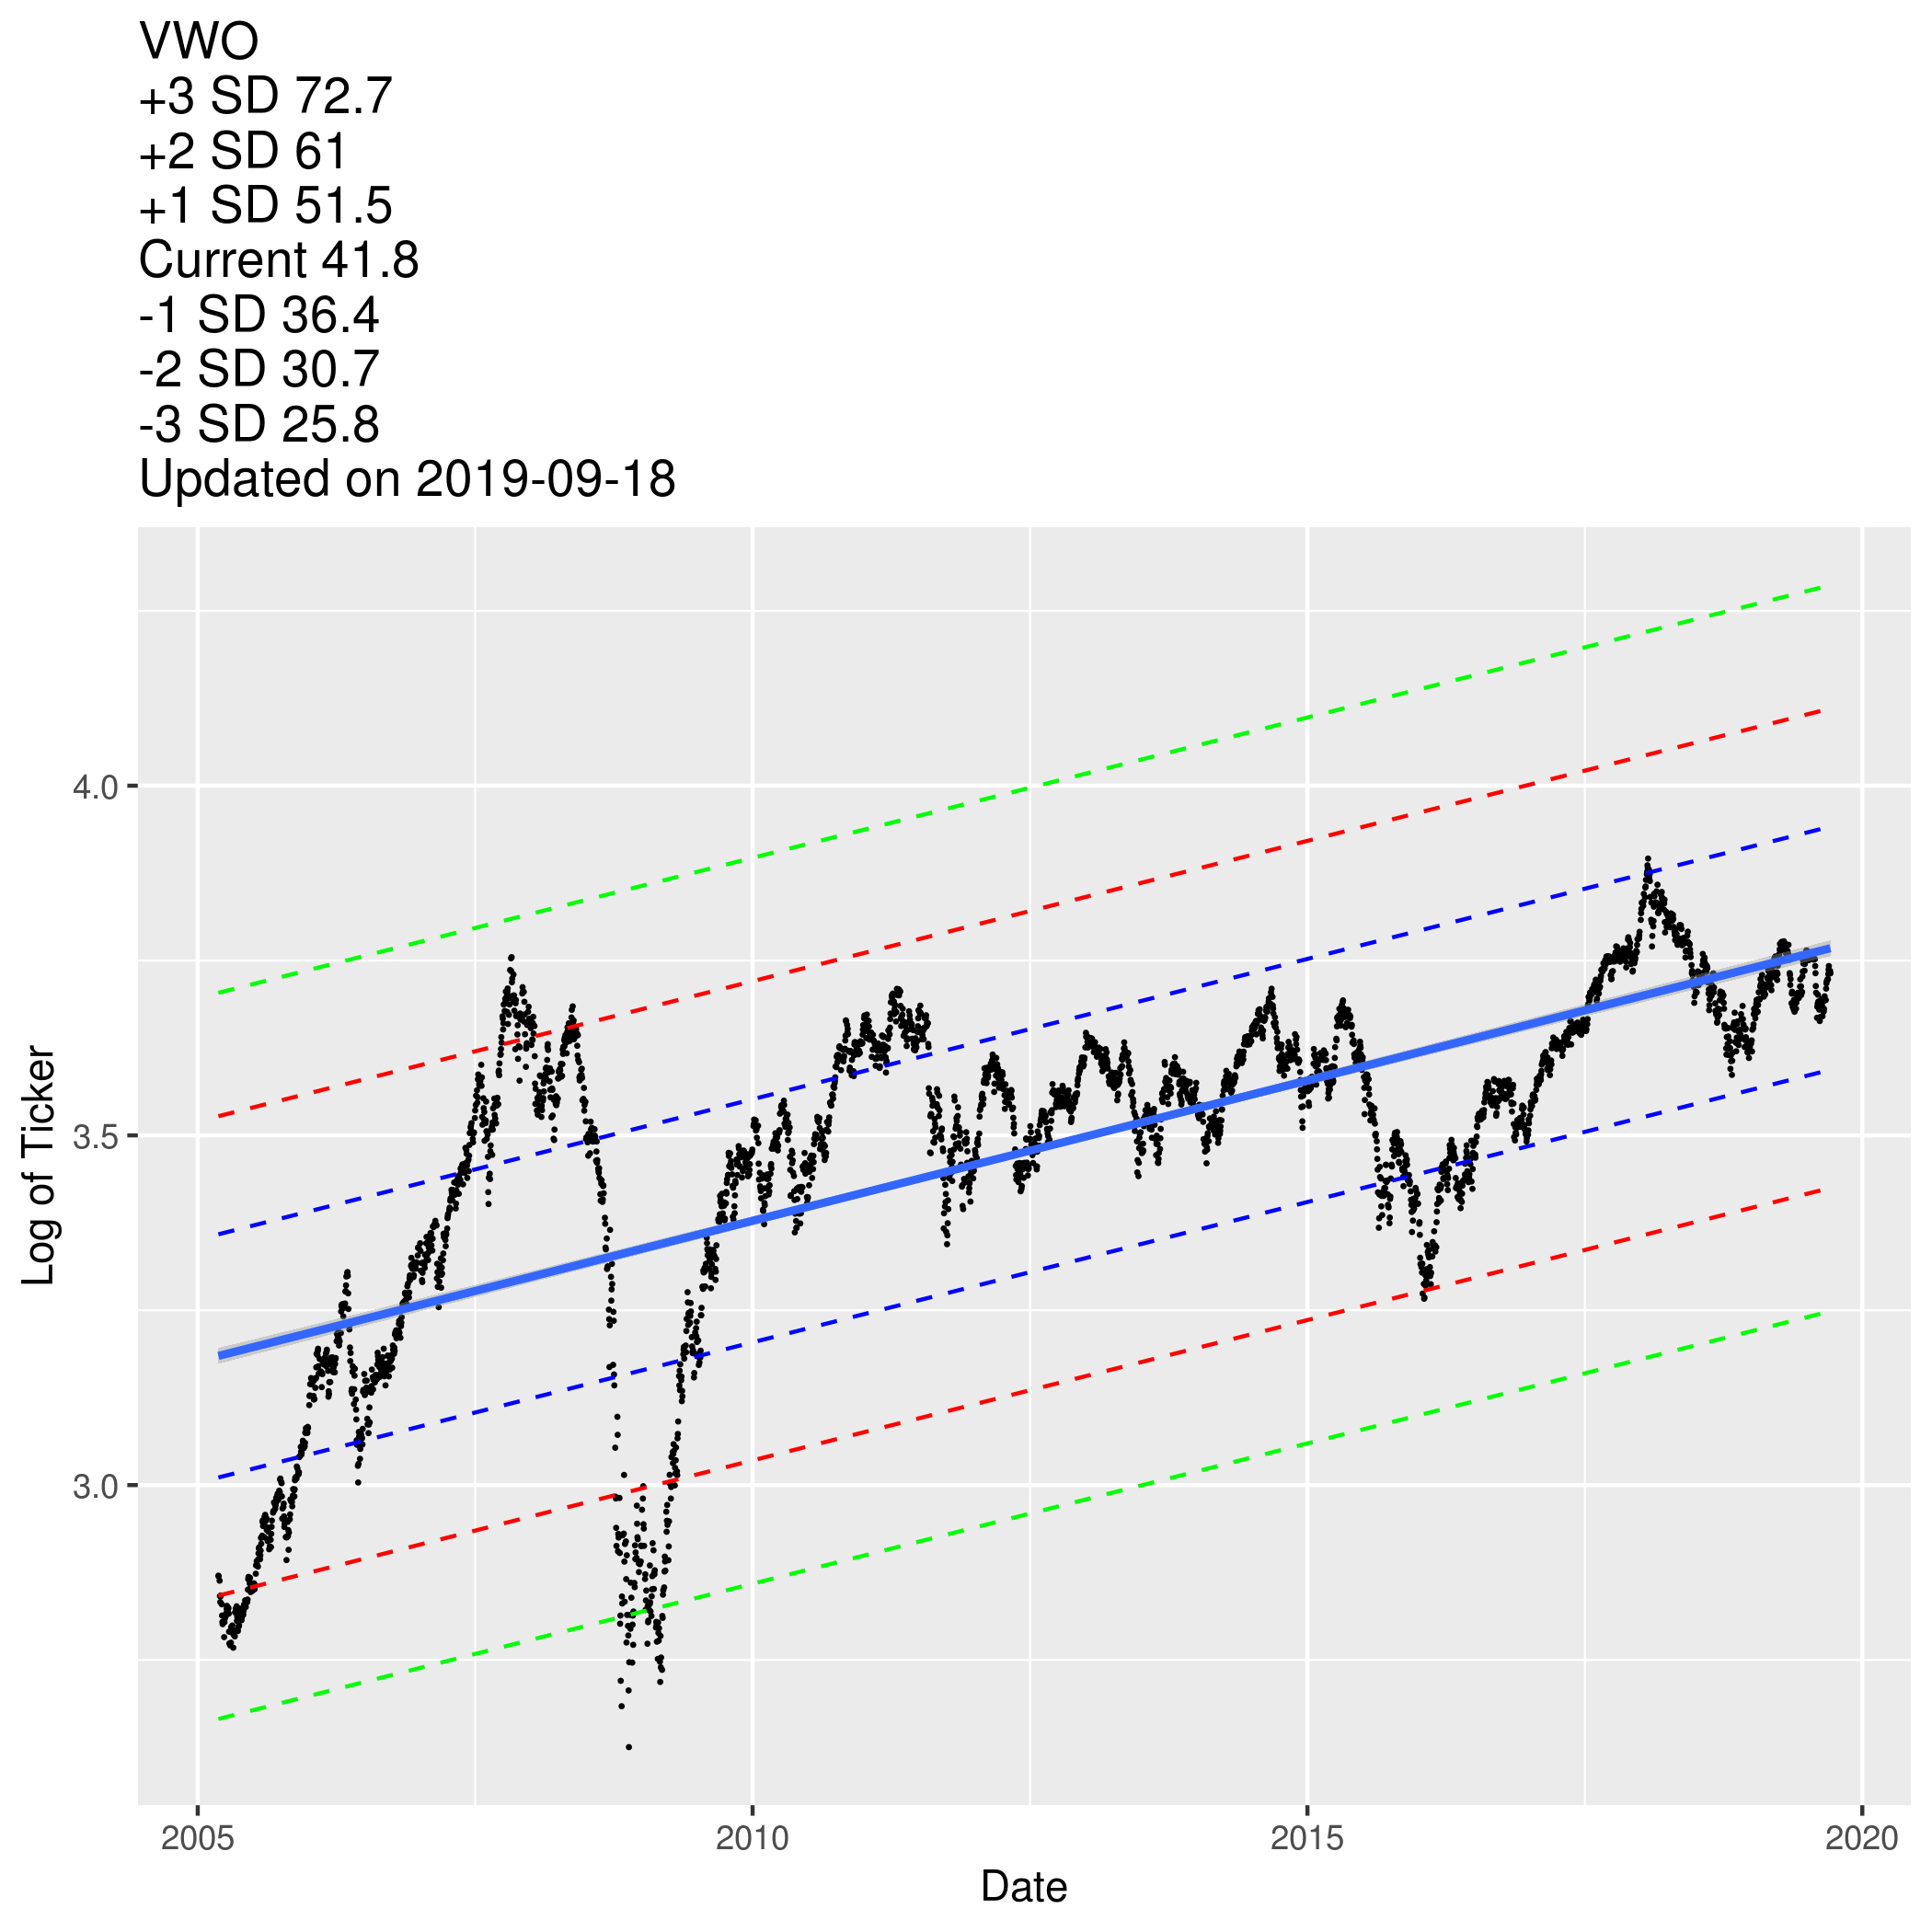 VWO
+3 SD 72.7
+2 SD 61
+1 SD 51.5
Current 41.8
-1 SD 36.4
-2 SD 30.7
-3 SD 25.8
Updated on 2019-09-18
4.0
3.5
3.0
Log of Ticker
2005 2010 2015 2020
Date